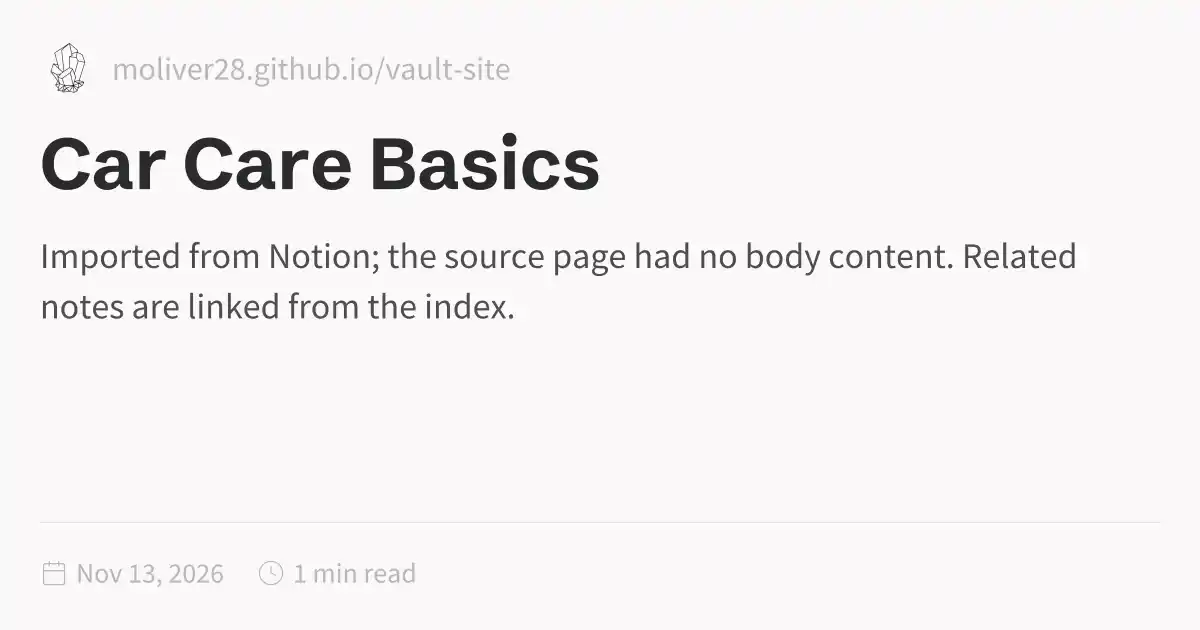 moliver28.github.io/vault-site
Car Care Basics
Imported from Notion; the source page had no body content. Related
notes are linked from the index.
Nov 13, 2026
1 min read